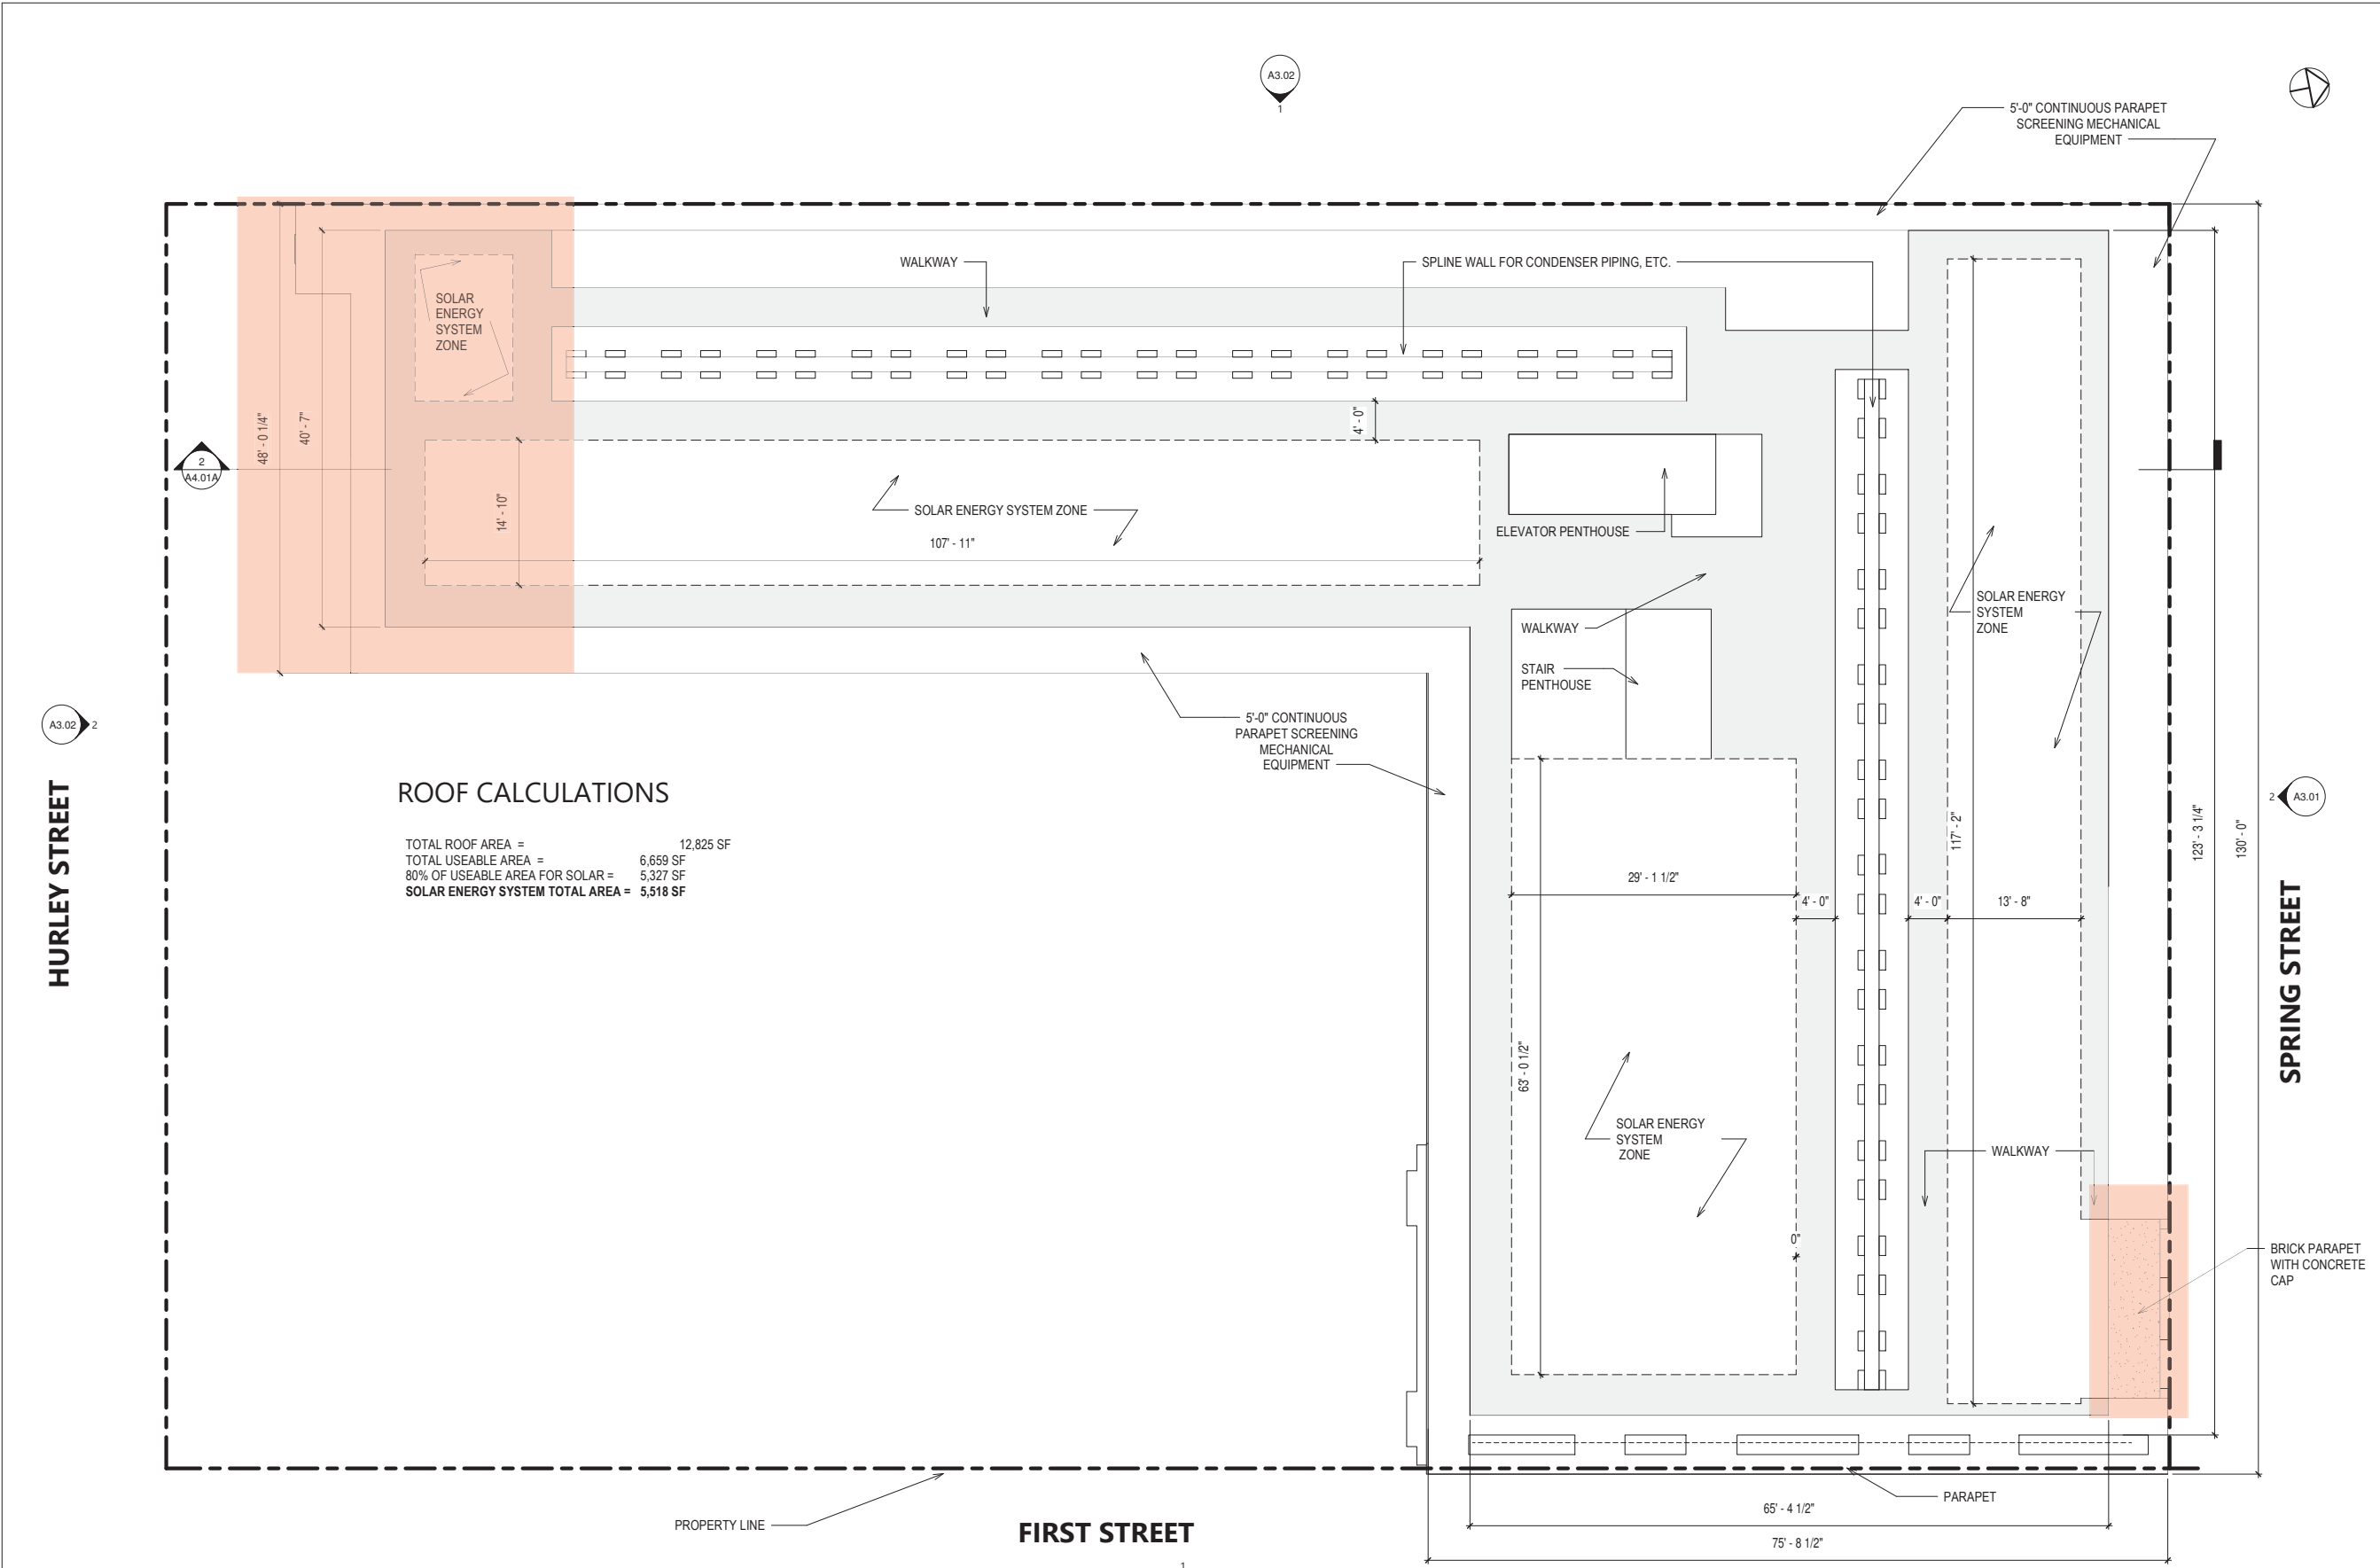 A3.02
1
5'-0" CONTINUOUS PARAPET
SCREENING MECHANICAL
EQUIPMENT
WALKWAY
SPLINE WALL FOR CONDENSER PIPING, ETC.
SOLAR
ENERGY
SYSTEM
ZONE
48' - 0 1/4"
40' - 7"
4' - 0"
2
A4.01A
14' - 10"
SOLAR ENERGY SYSTEM ZONE
107' - 11"
ELEVATOR PENTHOUSE
SOLAR ENERGY
SYSTEM
ZONE
WALKWAY
STAIR
PENTHOUSE
A3.02
2
5'-0" CONTINUOUS
PARAPET SCREENING
MECHANICAL
EQUIPMENT
HURLEY STREET
ROOF CALCULATIONS
TOTAL ROOF AREA = 12,825 SF
TOTAL USEABLE AREA = 6,659 SF
80% OF USEABLE AREA FOR SOLAR = 5,327 SF
SOLAR ENERGY SYSTEM TOTAL AREA = 5,518 SF
2
A3.01
117' - 2"
123' - 3 1/4"
130' - 0"
29' - 1 1/2"
4' - 0"
4' - 0"
13' - 8"
SPRING STREET
63' - 0 1/2"
SOLAR ENERGY
SYSTEM
ZONE
WALKWAY
0"
BRICK PARAPET
WITH CONCRETE
CAP
PARAPET
65' - 4 1/2"
PROPERTY LINE
FIRST STREET
75' - 8 1/2"
1